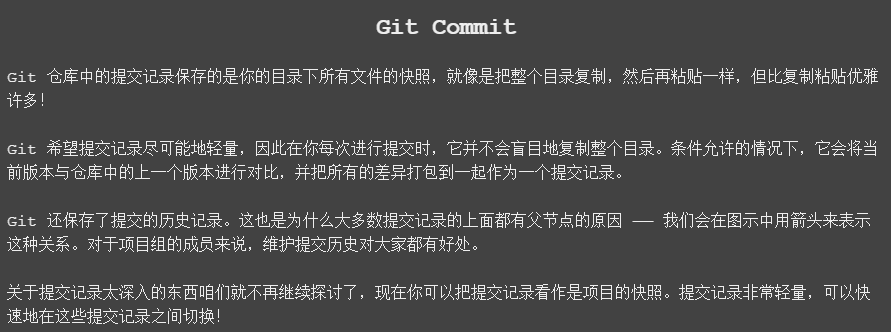 Git Commit
Git 仓库中的提交记录保存的是你的目录下所有文件的快照，就像是把整个目录复制，然后再粘贴一样，但比复制粘贴优雅
许多！
Git 希望提交记录尽可能地轻量，因此在你每次进行提交时，它并不会盲目地复制整个目录。条件允许的情况下，它会将当
前版本与仓库中的上一个版本进行对比，并把所有的差异打包到一起作为一个提交记录。
Git 还保存了提交的历史记录。这也是为什么大多数提交记录的上面都有父节点的原因 —— 我们会在图示中用箭头来表示
这种关系。对于项目组的成员来说，维护提交历史对大家都有好处。
关于提交记录太深入的东西咱们就不再继续探讨了，现在你可以把提交记录看作是项目的快照。提交记录非常轻量，可以快
速地在这些提交记录之间切换！